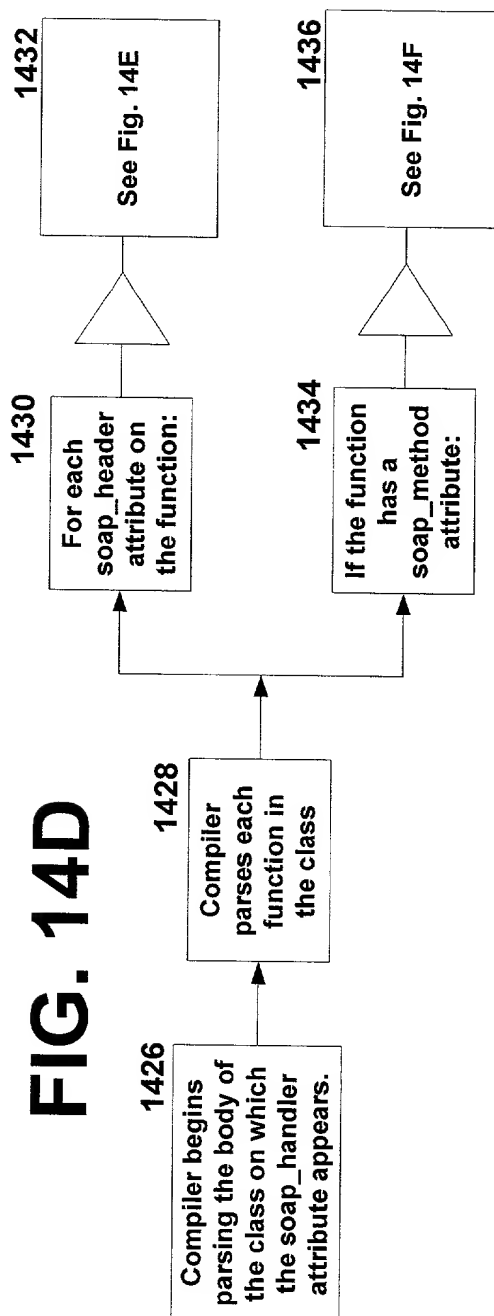 FIG. 14D
1426
Compiler begins
parsing the body of
the class on which
the soap_handler
attribute appears.
1428
Compiler
parses each
function in
the class
1430
For each
soap_header
attribute on
the function:
1432
See Fig. 14E
1434
If the function
has a
soap_method
attribute:
1436
See Fig. 14F